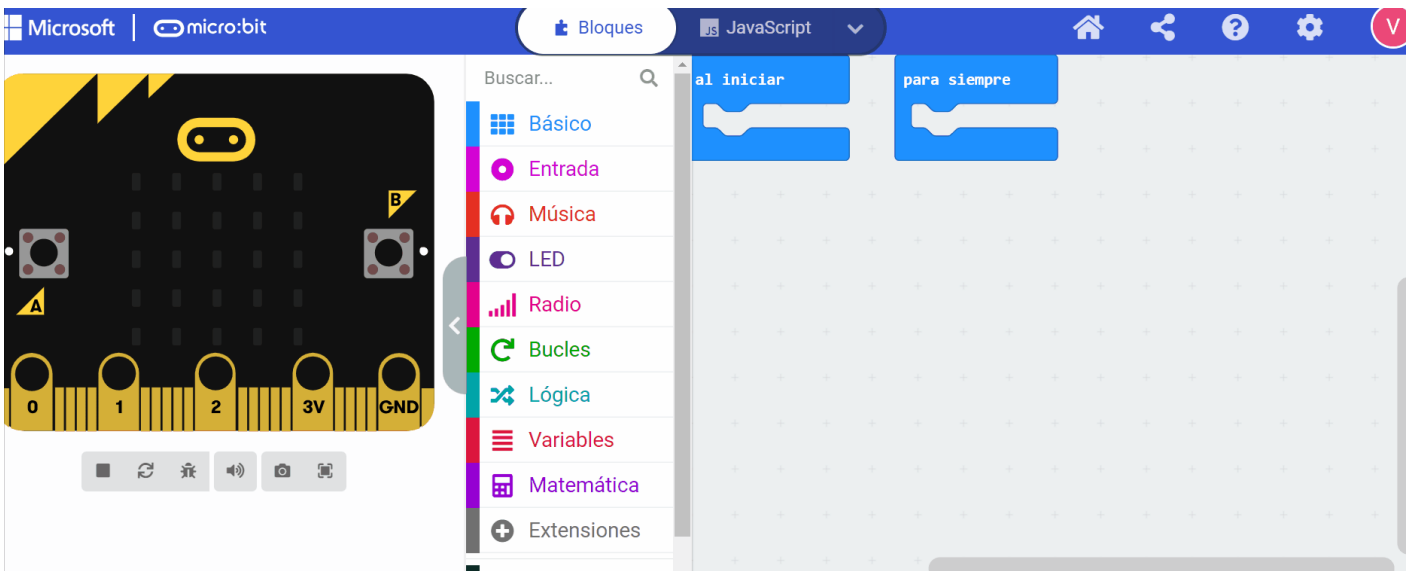 Microsoft micro:bit Bloques JavaScript V
Buscar...
al iniciar
para siempre
Básico
Entrada
Música
LED
Radio
Bucles
Lógica
Variables
Matemática
Extensiones
B
A
0 1 2 3V GND